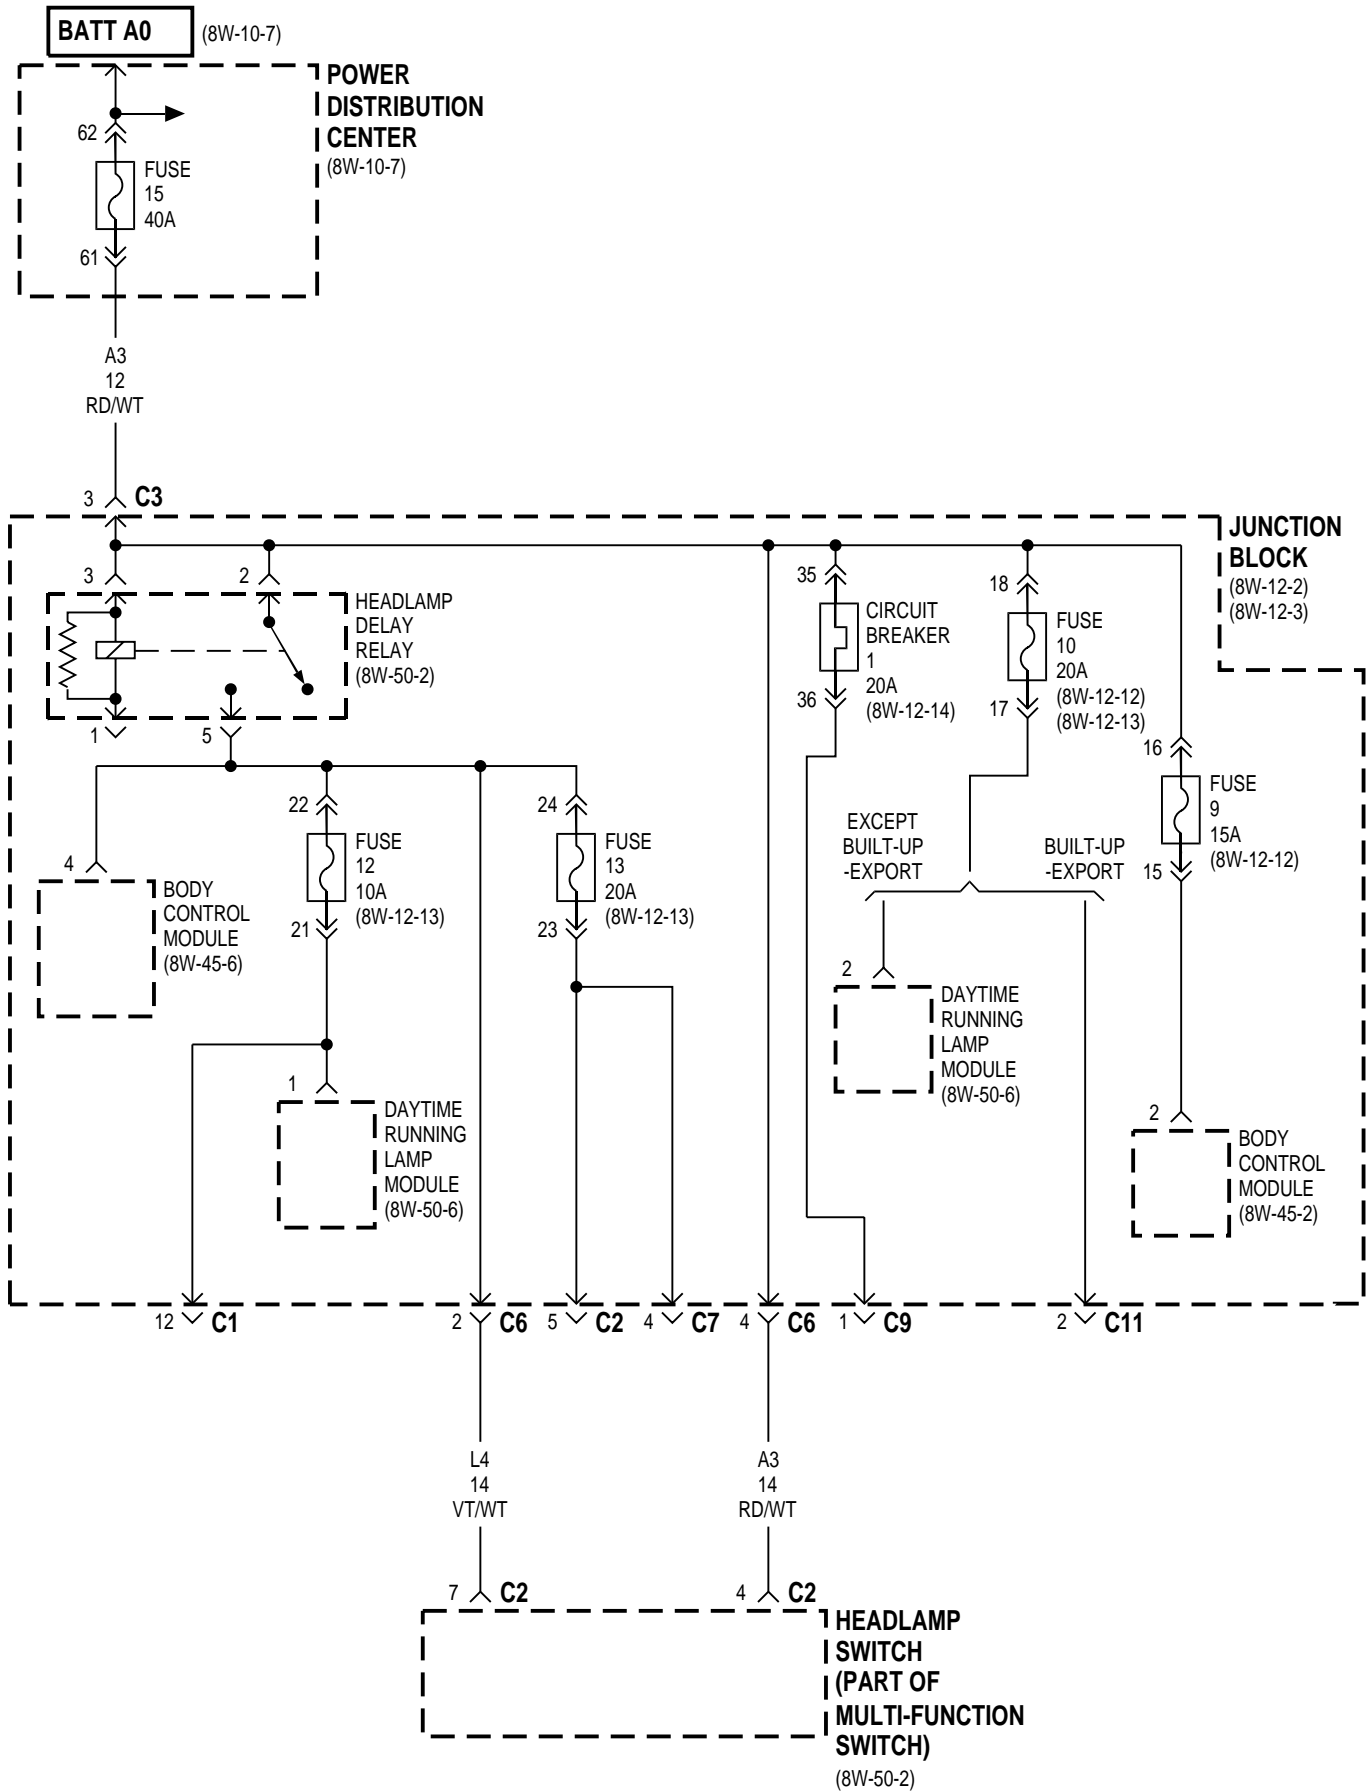 BATT A0
(8W-10-7)
POWER
DISTRIBUTION
CENTER
(8W-10-7)
62
FUSE
15
40A
61
A3
12
RD/WT
3
C3
JUNCTION
BLOCK
(8W-12-2)
(8W-12-3)
3
2
HEADLAMP
DELAY
RELAY
(8W-50-2)
1
5
35
CIRCUIT
BREAKER
1
20A
(8W-12-14)
36
18
FUSE
10
20A
(8W-12-12)
(8W-12-13)
17
16
FUSE
9
15A
(8W-12-12)
15
4
BODY
CONTROL
MODULE
(8W-45-6)
22
FUSE
12
10A
(8W-12-13)
21
24
FUSE
13
20A
(8W-12-13)
23
EXCEPT
BUILT-UP
-EXPORT
BUILT-UP
-EXPORT
2
DAYTIME
RUNNING
LAMP
MODULE
(8W-50-6)
1
DAYTIME
RUNNING
LAMP
MODULE
(8W-50-6)
2
BODY
CONTROL
MODULE
(8W-45-2)
12
C1
2
C6
5
C2
4
C7
4
C6
1
C9
2
C11
L4
14
VT/WT
A3
14
RD/WT
7
C2
4
C2
HEADLAMP
SWITCH
(PART OF
MULTI-FUNCTION
SWITCH)
(8W-50-2)